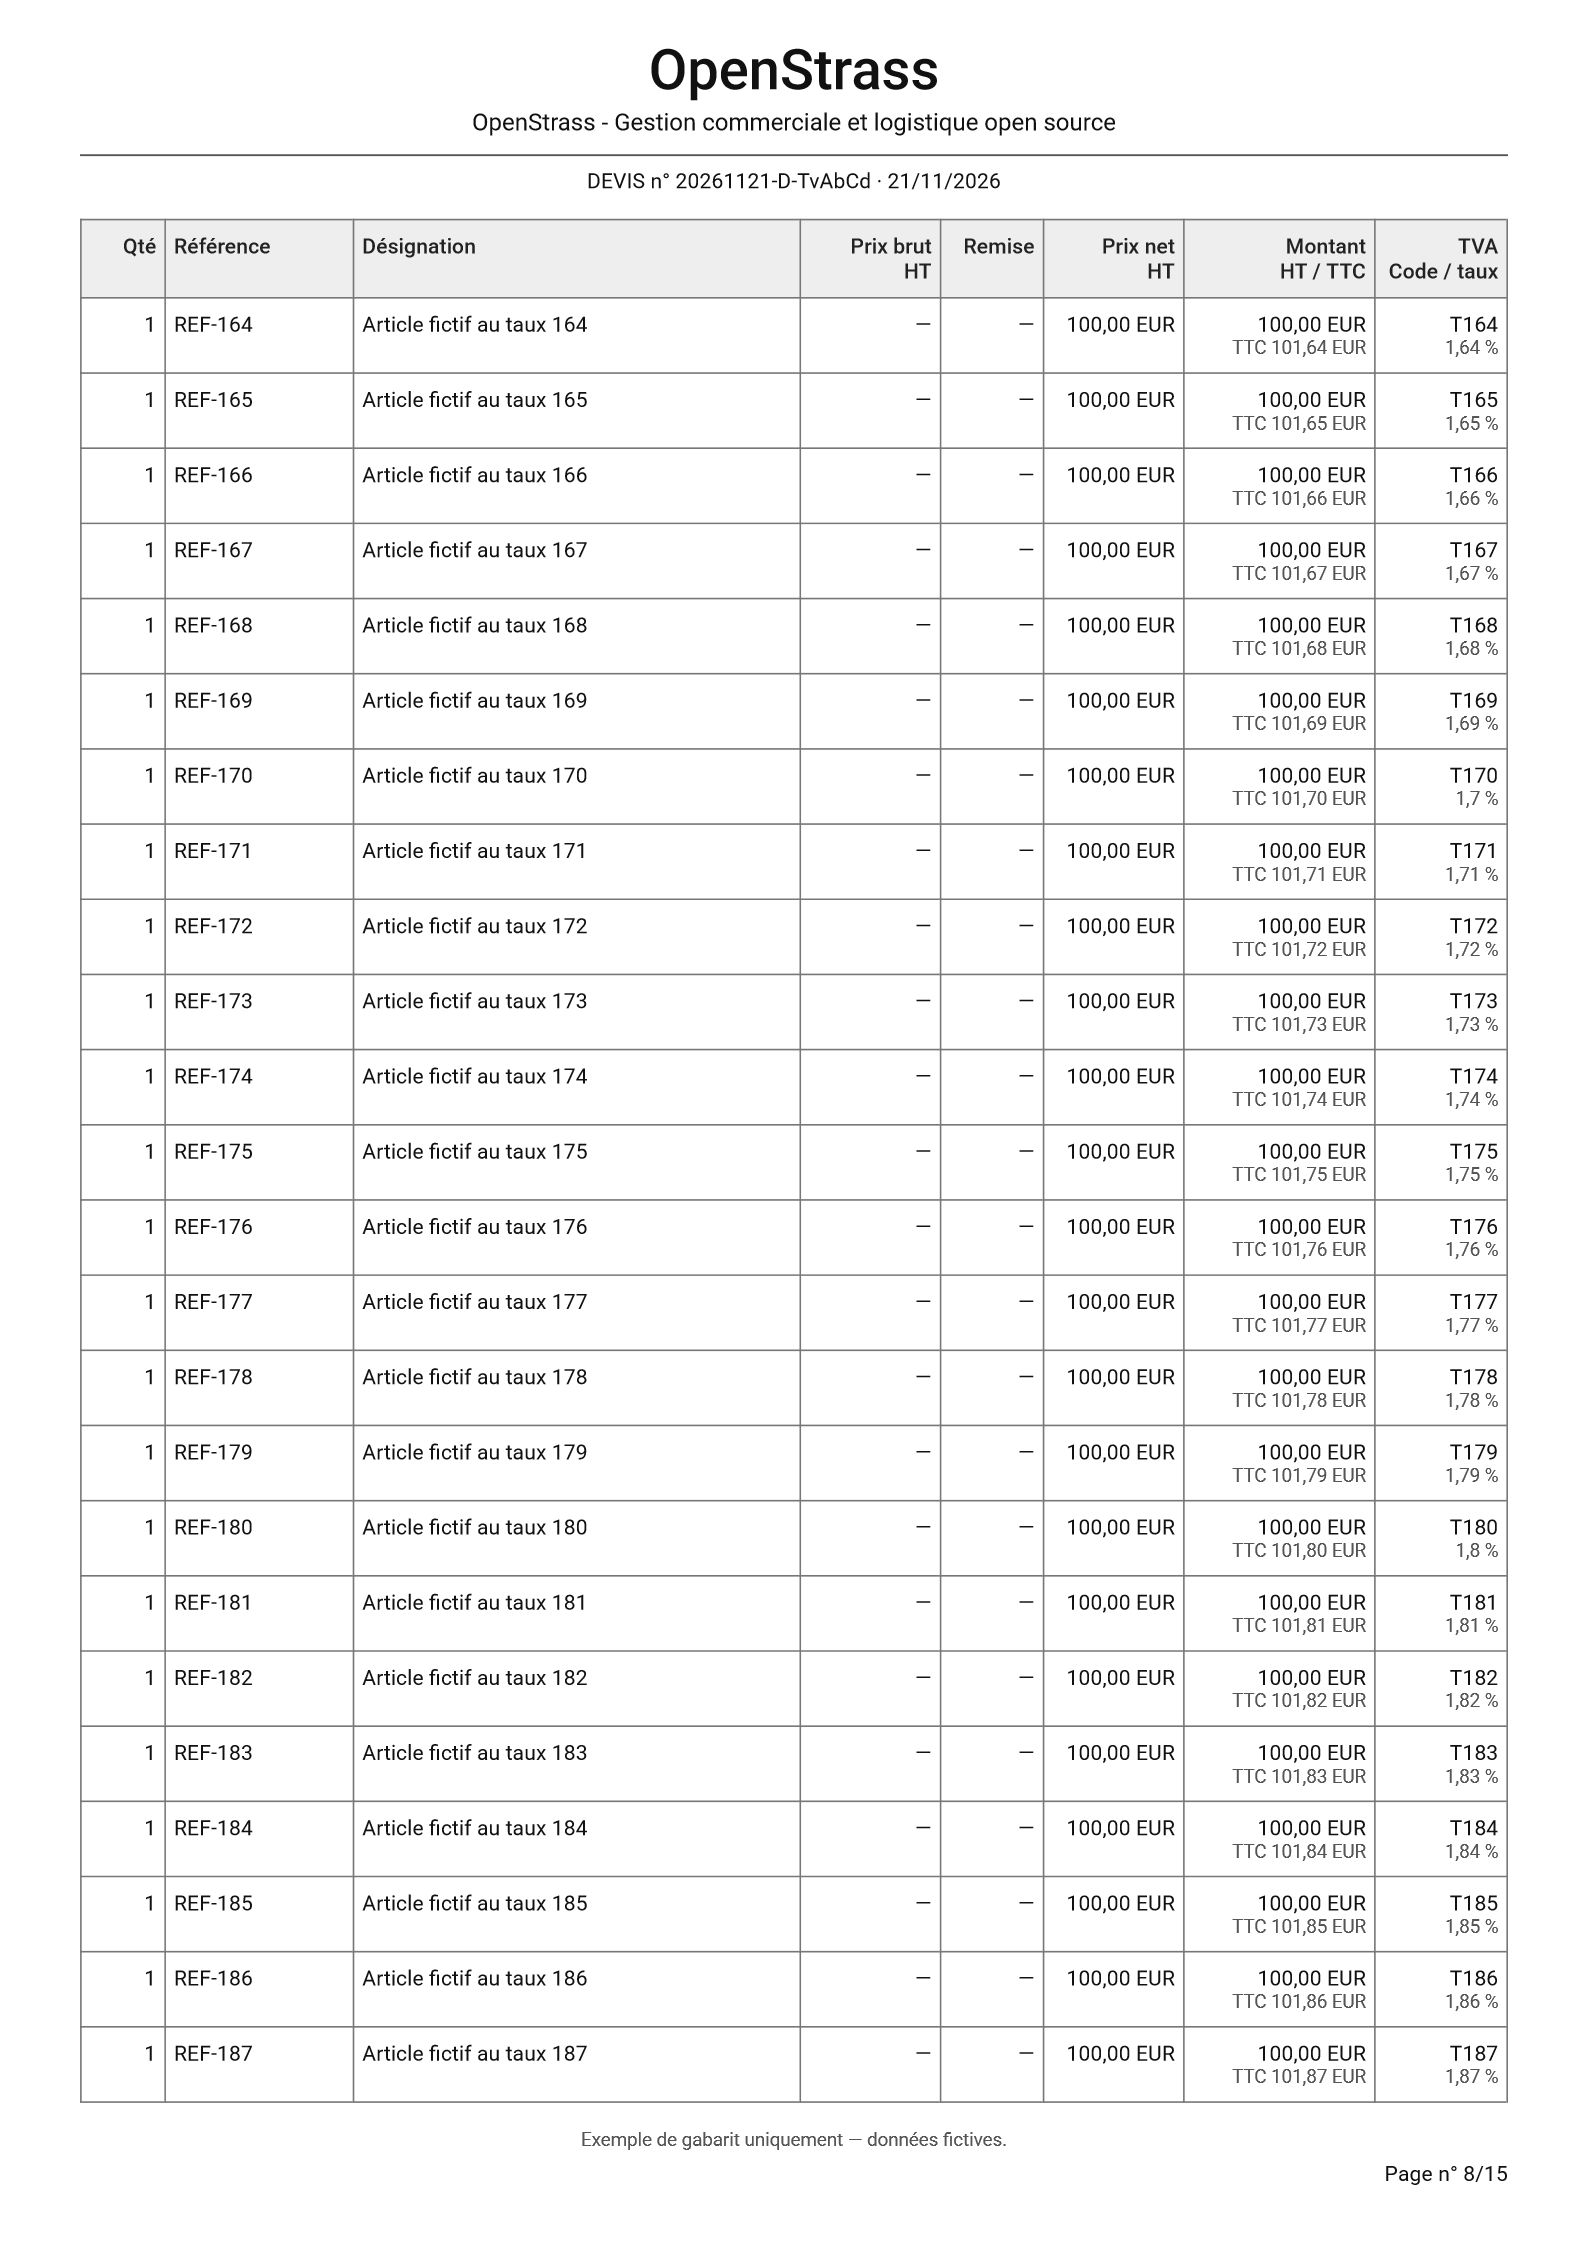 OpenStrass
OpenStrass - Gestion commerciale et logistique open source
DEVIS n° 20261121-D-TvAbCd · 21/11/2026
Qté Référence Désignation Prix brut HT Remise Prix net HT Montant HT / TTC TVA Code / taux
1 REF-164 Article fictif au taux 164 — — 100,00 EUR 100,00 EUR T164
TTC 101,64 EUR 1,64 %
1 REF-165 Article fictif au taux 165 — — 100,00 EUR 100,00 EUR T165
TTC 101,65 EUR 1,65 %
1 REF-166 Article fictif au taux 166 — — 100,00 EUR 100,00 EUR T166
TTC 101,66 EUR 1,66 %
1 REF-167 Article fictif au taux 167 — — 100,00 EUR 100,00 EUR T167
TTC 101,67 EUR 1,67 %
1 REF-168 Article fictif au taux 168 — — 100,00 EUR 100,00 EUR T168
TTC 101,68 EUR 1,68 %
1 REF-169 Article fictif au taux 169 — — 100,00 EUR 100,00 EUR T169
TTC 101,69 EUR 1,69 %
1 REF-170 Article fictif au taux 170 — — 100,00 EUR 100,00 EUR T170
TTC 101,70 EUR 1,7 %
1 REF-171 Article fictif au taux 171 — — 100,00 EUR 100,00 EUR T171
TTC 101,71 EUR 1,71 %
1 REF-172 Article fictif au taux 172 — — 100,00 EUR 100,00 EUR T172
TTC 101,72 EUR 1,72 %
1 REF-173 Article fictif au taux 173 — — 100,00 EUR 100,00 EUR T173
TTC 101,73 EUR 1,73 %
1 REF-174 Article fictif au taux 174 — — 100,00 EUR 100,00 EUR T174
TTC 101,74 EUR 1,74 %
1 REF-175 Article fictif au taux 175 — — 100,00 EUR 100,00 EUR T175
TTC 101,75 EUR 1,75 %
1 REF-176 Article fictif au taux 176 — — 100,00 EUR 100,00 EUR T176
TTC 101,76 EUR 1,76 %
1 REF-177 Article fictif au taux 177 — — 100,00 EUR 100,00 EUR T177
TTC 101,77 EUR 1,77 %
1 REF-178 Article fictif au taux 178 — — 100,00 EUR 100,00 EUR T178
TTC 101,78 EUR 1,78 %
1 REF-179 Article fictif au taux 179 — — 100,00 EUR 100,00 EUR T179
TTC 101,79 EUR 1,79 %
1 REF-180 Article fictif au taux 180 — — 100,00 EUR 100,00 EUR T180
TTC 101,80 EUR 1,8 %
1 REF-181 Article fictif au taux 181 — — 100,00 EUR 100,00 EUR T181
TTC 101,81 EUR 1,81 %
1 REF-182 Article fictif au taux 182 — — 100,00 EUR 100,00 EUR T182
TTC 101,82 EUR 1,82 %
1 REF-183 Article fictif au taux 183 — — 100,00 EUR 100,00 EUR T183
TTC 101,83 EUR 1,83 %
1 REF-184 Article fictif au taux 184 — — 100,00 EUR 100,00 EUR T184
TTC 101,84 EUR 1,84 %
1 REF-185 Article fictif au taux 185 — — 100,00 EUR 100,00 EUR T185
TTC 101,85 EUR 1,85 %
1 REF-186 Article fictif au taux 186 — — 100,00 EUR 100,00 EUR T186
TTC 101,86 EUR 1,86 %
1 REF-187 Article fictif au taux 187 — — 100,00 EUR 100,00 EUR T187
TTC 101,87 EUR 1,87 %
Exemple de gabarit uniquement — données fictives.
Page n° 8/15